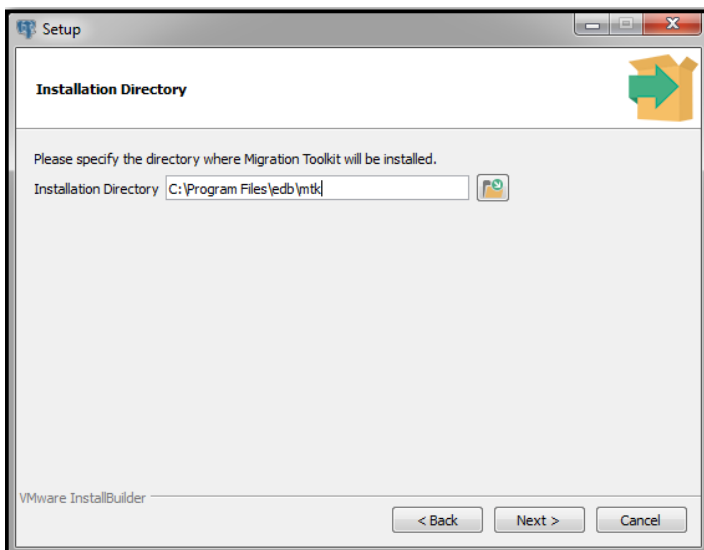 Setup
Installation Directory
Please specify the directory where Migration Toolkit will be installed.
Installation Directory C:\Program Files\edb\mtk
VMware InstallBuilder
< Back Next > Cancel